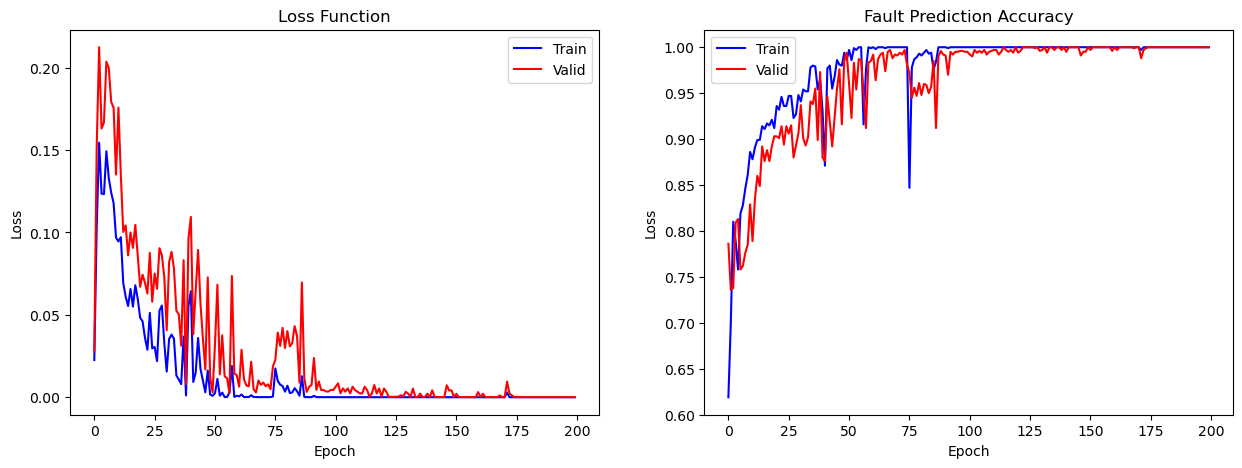 Loss Function
Train
Valid
0.20
0.15
0.10
0.05
0.00
Loss
0 25 50 75 100 125 150 175 200
Epoch
Fault Prediction Accuracy
Train
Valid
1.00
0.95
0.90
0.85
0.80
0.75
0.70
0.65
0.60
Loss
0 25 50 75 100 125 150 175 200
Epoch